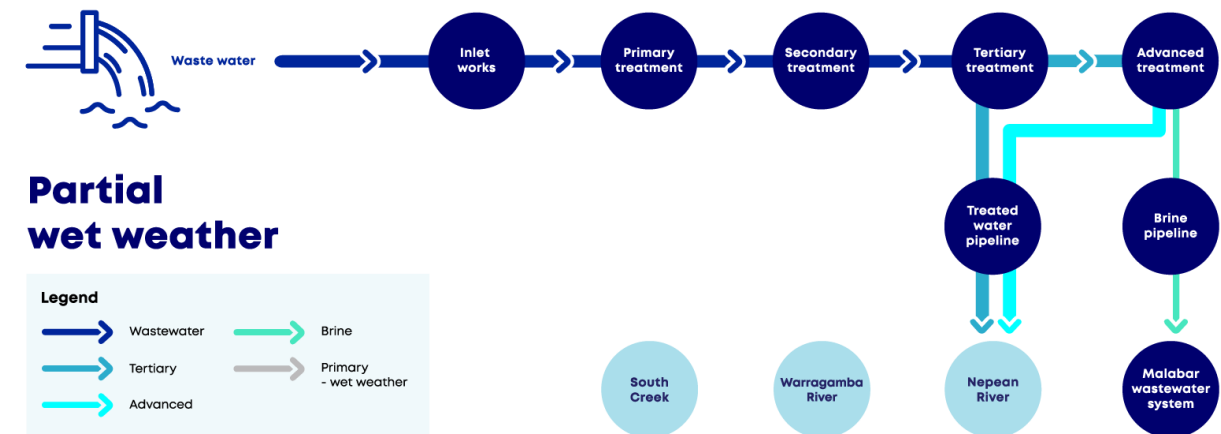 Waste water
Inlet
works
Primary
treatment
Secondary
treatment
Tertiary
treatment
Advanced
treatment
Partial
wet weather
Treated
water
pipeline
Brine
pipeline
Legend
Wastewater
Brine
Tertiary
Primary
- wet weather
Advanced
South
Creek
Warragamba
River
Nepean
River
Malabar
wastewater
system